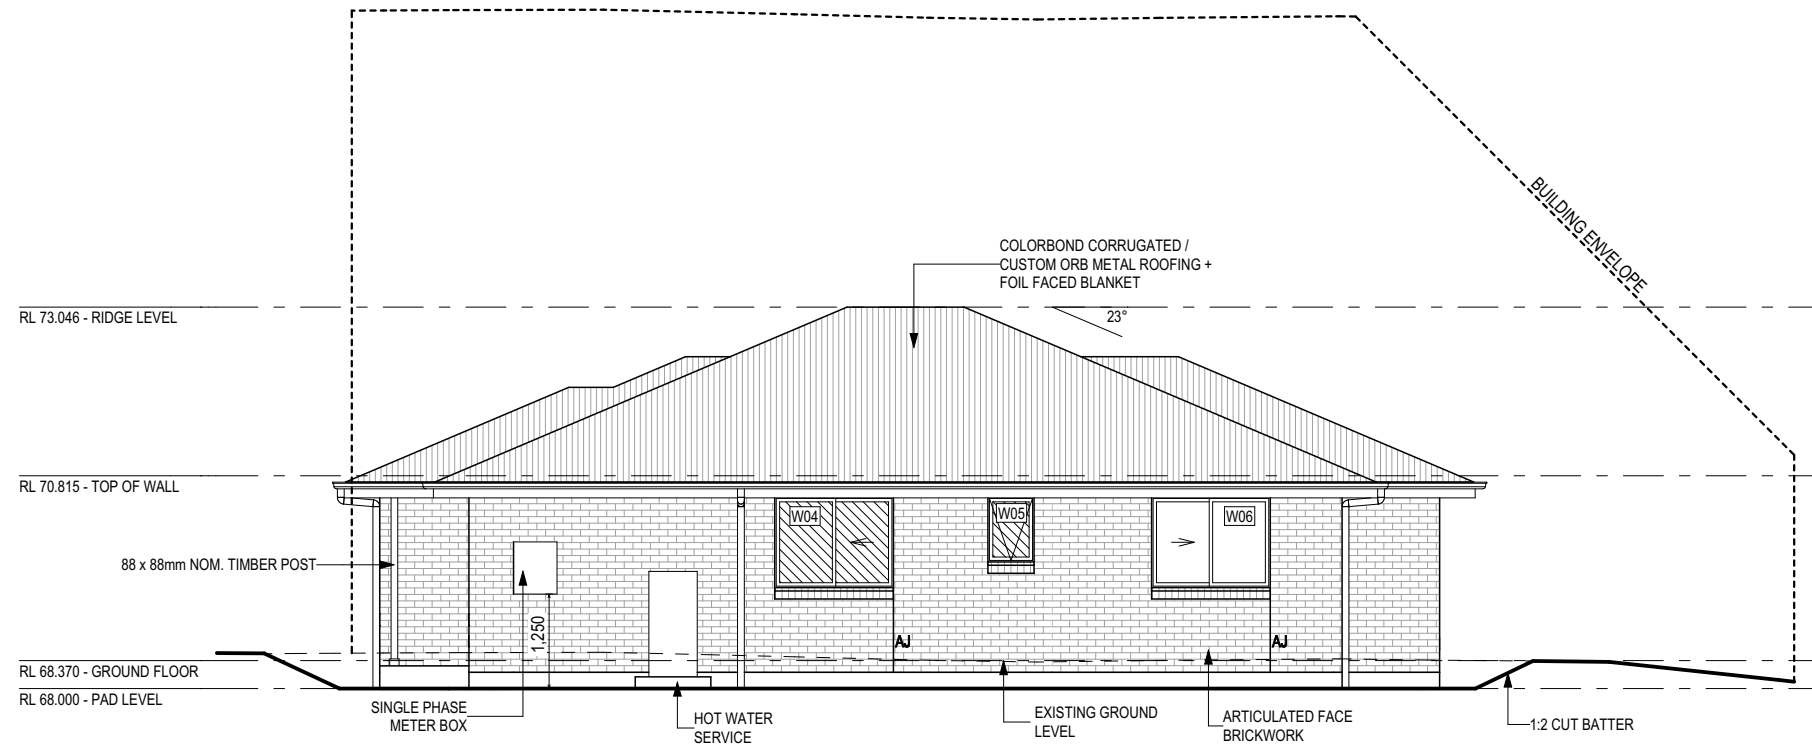 BUILDING ENVELOPE
COLORBOND CORRUGATED /
CUSTOM ORB METAL ROOFING +
FOIL FACED BLANKET
RL 73.046 - RIDGE LEVEL
23°
RL 70.815 - TOP OF WALL
W04
W05
W06
88 x 88mm NOM. TIMBER POST
1,250
AJ
AJ
RL 68.370 - GROUND FLOOR
RL 68.000 - PAD LEVEL
SINGLE PHASE
METER BOX
HOT WATER
SERVICE
EXISTING GROUND
LEVEL
ARTICULATED FACE
BRICKWORK
1:2 CUT BATTER